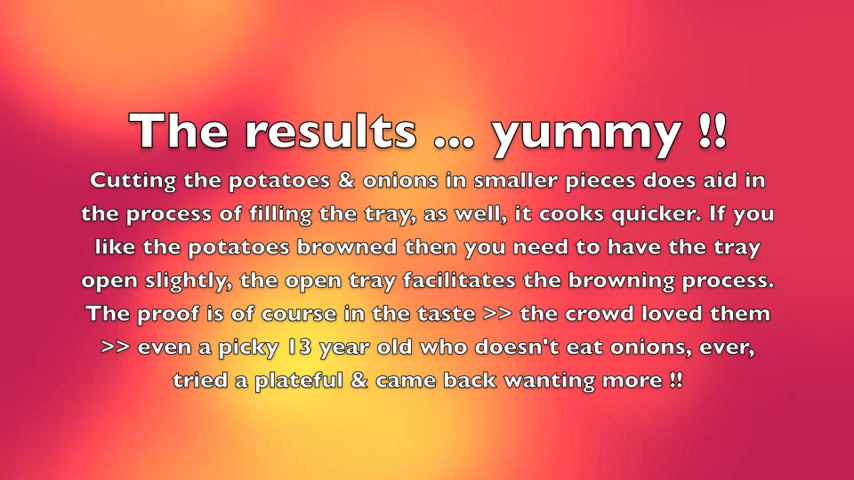 The results ... yummy !!
Cutting the potatoes & onions in smaller pieces does aid in
the process of filling the tray, as well, it cooks quicker. If you
like the potatoes browned then you need to have the tray
open slightly, the open tray facilitates the browning process.
The proof is of course in the taste >> the crowd loved them
>> even a picky 13 year old who doesn't eat onions, ever,
tried a plateful & came back wanting more !!